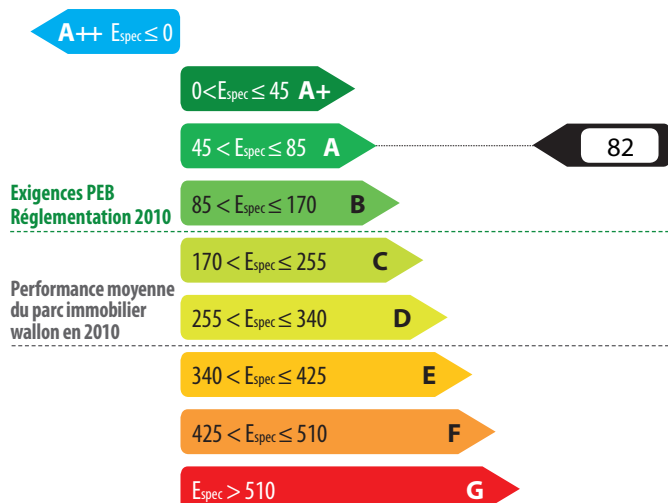 A++ Espec ≤ 0
0<Espec ≤ 45 A+
45 < Espec ≤ 85 A
82
Exigences PEB
Réglementation 2010
85 < Espec ≤ 170 B
170 < Espec ≤ 255 C
Performance moyenne
du parc immobilier
wallon en 2010
255 < Espec ≤ 340 D
340 < Espec ≤ 425 E
425 < Espec ≤ 510 F
Espec > 510 G